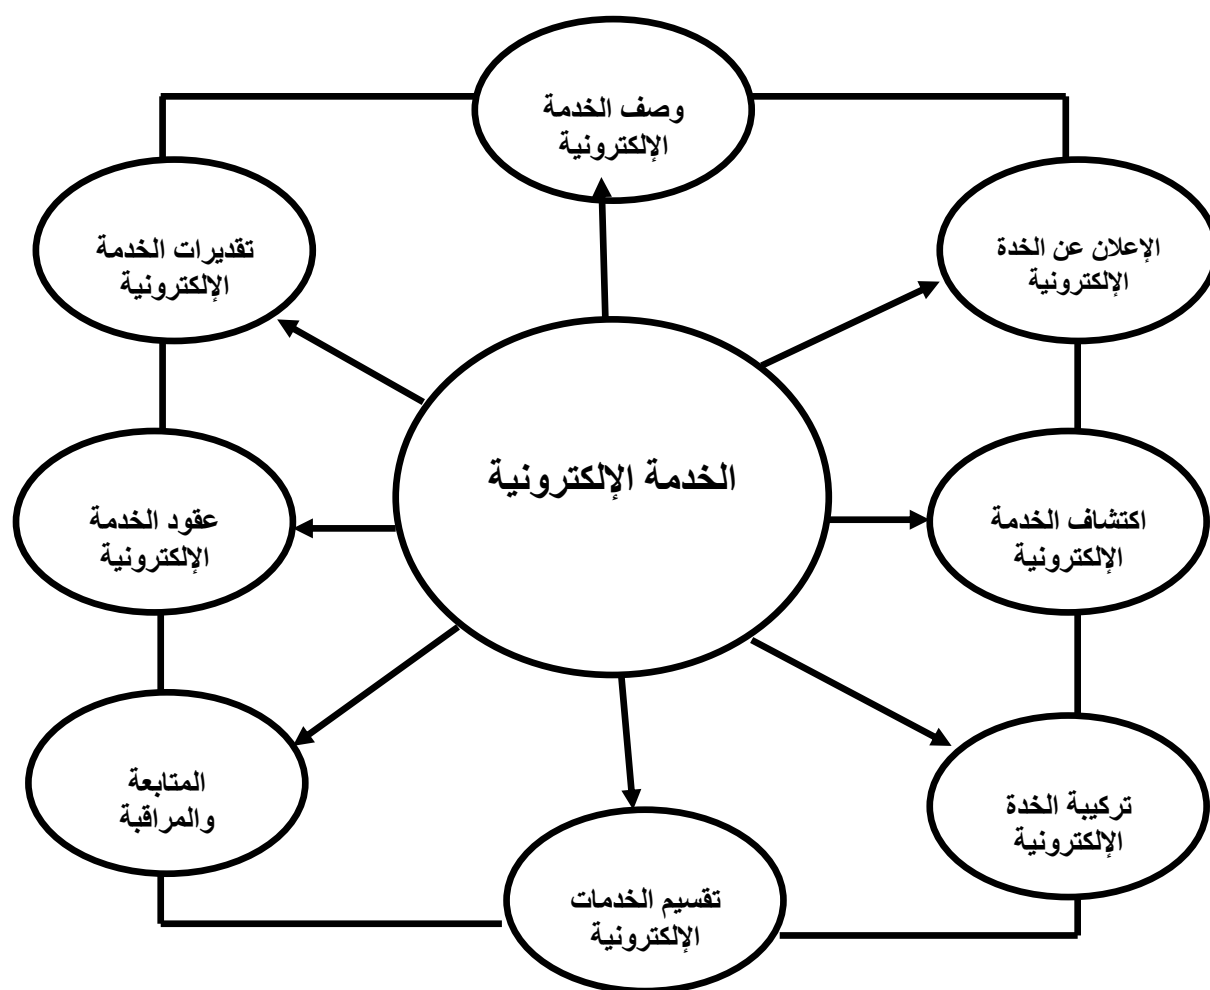 وصف الخدمة
الإلكترونية
تقديرات الخدمة
الإلكترونية
الإعلان عن الخدة
الإلكترونية
الخدمة الإلكترونية
عقود الخدمة
الإلكترونية
اكتشاف الخدمة
الإلكترونية
المتابعة
والمراقبة
تركيبة الخدة
الإلكترونية
تقسيم الخدمات
الإلكترونية